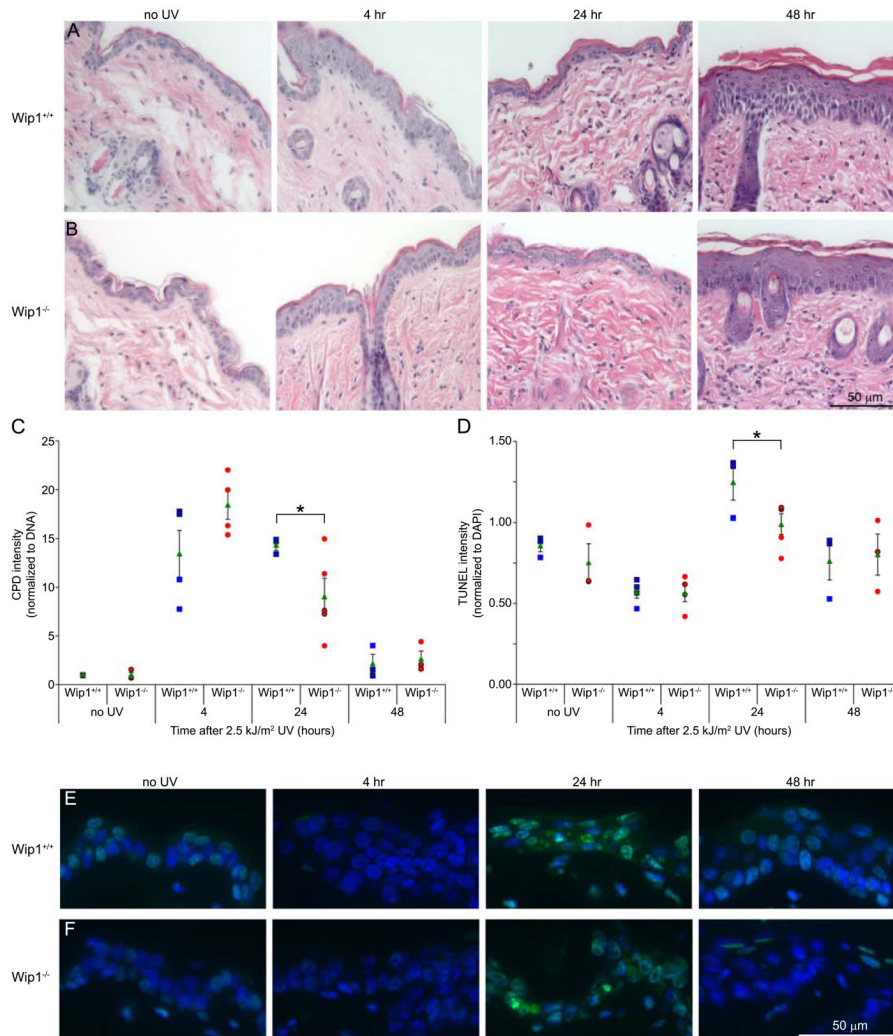 no UV 4 hr 24 hr 48 hr
A
Wip1+/+
B
Wip1-/-
50 µm
C
D
25
20
15
10
5
0
CPD intensity
(normalized to DNA)
*
Wip1+/+ Wip1-/- Wip1+/+ Wip1-/- Wip1+/+ Wip1-/- Wip1+/+ Wip1-/-
no UV 4 24 48
Time after 2.5 kJ/m² UV (hours)
1.50
1.00
0.50
0.00
TUNEL intensity
(normalized to DAPI)
*
Wip1+/+ Wip1-/- Wip1+/+ Wip1-/- Wip1+/+ Wip1-/- Wip1+/+ Wip1-/-
no UV 4 24 48
Time after 2.5 kJ/m² UV (hours)
no UV 4 hr 24 hr 48 hr
E
Wip1+/+
F
Wip1-/-
50 µm